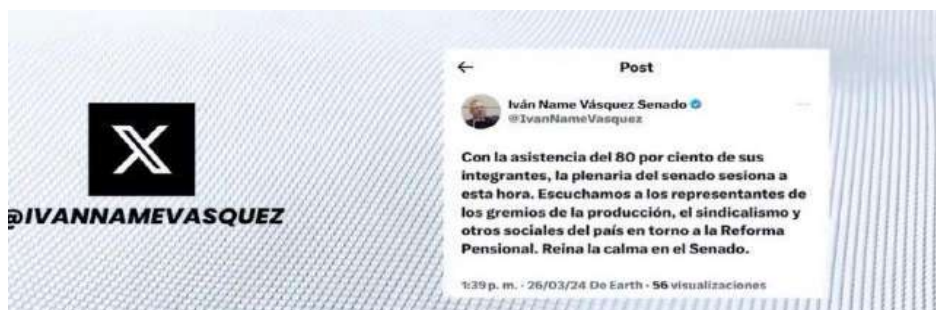 @IVANNAMEVASQUEZ
Post
Iván Name Vásquez Senado
@IvanNameVasquez
Con la asistencia del 80 por ciento de sus
integrantes, la plenaria del senado sesiona a
esta hora. Escuchamos a los representantes de
los gremios de la producción, el sindicalismo y
otros sociales del país en torno a la Reforma
Pensional. Reina la calma en el Senado.
1:39 p. m. · 26/03/24 De Earth · 56 visualizaciones